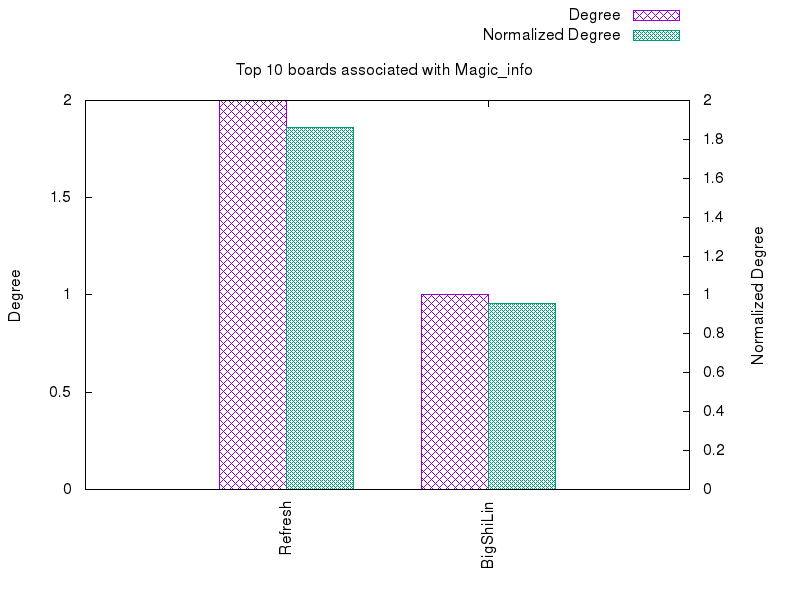 Degree
Normalized Degree
Top 10 boards associated with Magic_info
2
1.5
1
0.5
0
2
1.8
1.6
1.4
1.2
1
0.8
0.6
0.4
0.2
0
Degree
Normalized Degree
Refresh
BigShiLin